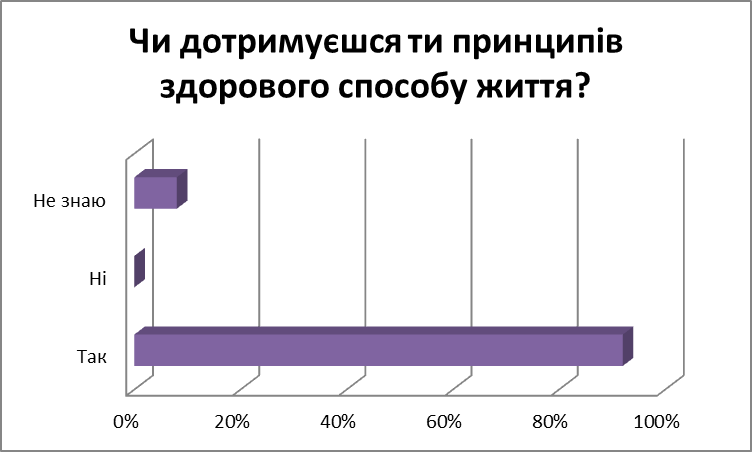 Чи дотримуєшся ти принципів
здорового способу життя?
Не знаю
Ні
Так
0% 20% 40% 60% 80% 100%